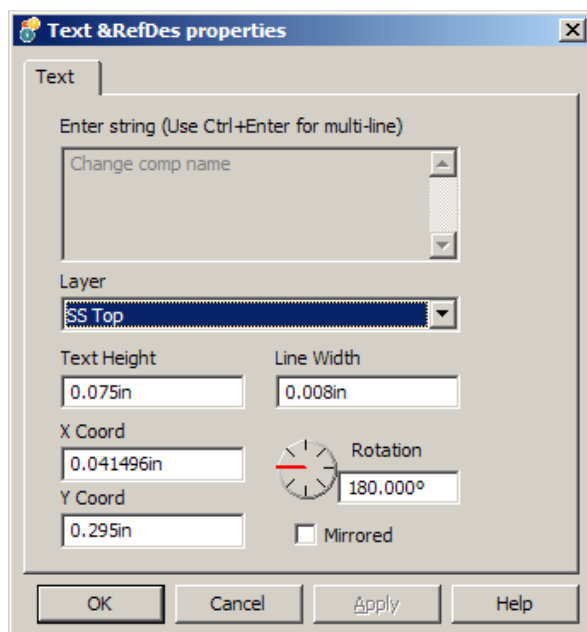 Text &RefDes properties
Text
Enter string (Use Ctrl+Enter for multi-line)
Change comp name
Layer
SS Top
Text Height
Line Width
0.075in
0.008in
X Coord
0.041496in
Rotation
180.000º
Y Coord
0.295in
Mirrored
OK
Cancel
Apply
Help